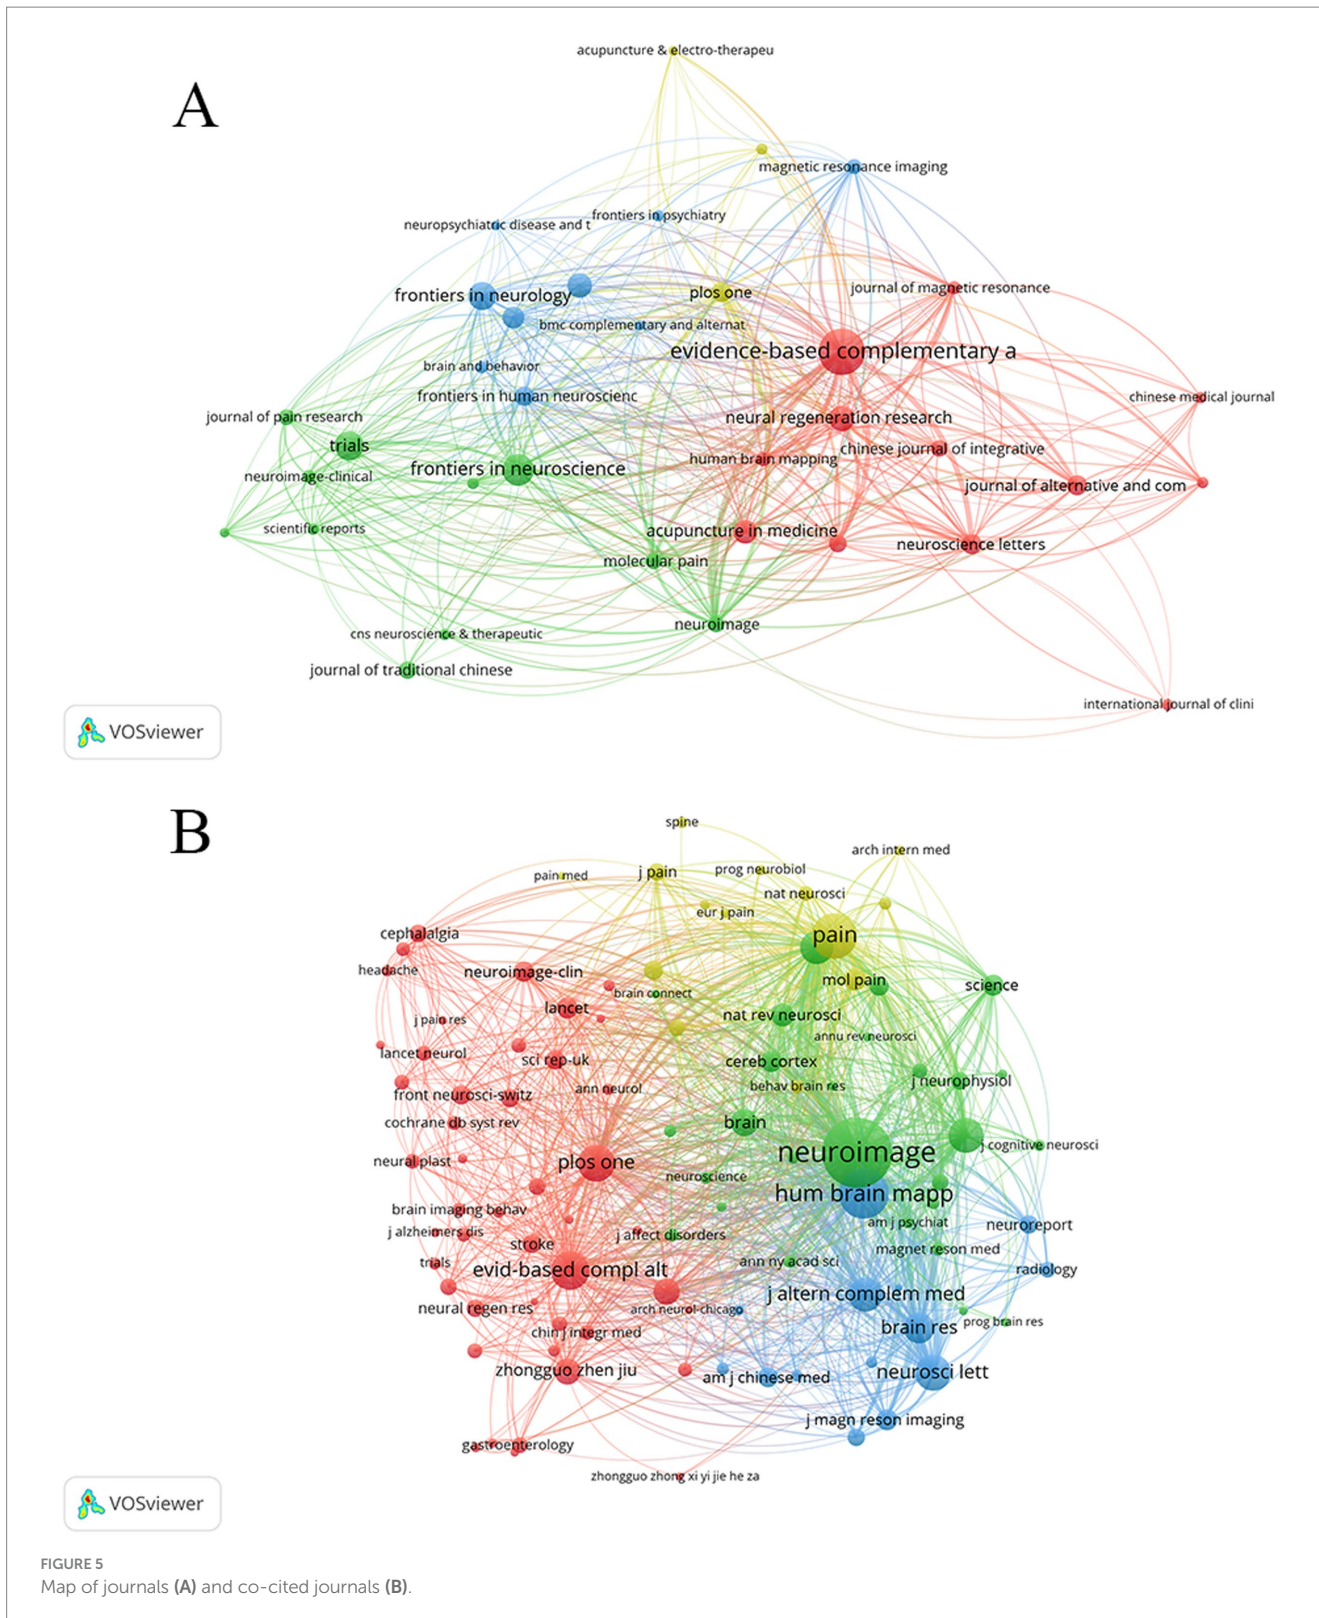 A
acupuncture & electro-therapeu
magnetic resonance imaging
frontiers in psychiatry
neuropsychiatric disease and t
frontiers in neurology
plos one
journal of magnetic resonance
bmc complementary and alternat
evidence-based complementary a
brain and behavior
frontiers in human neuroscienc
chinese medical journal
journal of pain research
neural regeneration research
trials
chinese journal of integrative
human brain mapping
frontiers in neuroscience
neuroimage-clinical
journal of alternative and com
scientific reports
acupuncture in medicine
neuroscience letters
molecular pain
neuroimage
cns neuroscience & therapeutic
journal of traditional chinese
international journal of clini
VOSviewer
B
spine
arch intern med
pain med
j pain
prog neurobiol
nat neurosci
eur j pain
cephalalgia
pain
headache
neuroimage-clin
mol pain
science
brain connect
lancet
nat rev neurosci
j pain res
annu rev neurosci
lancet neurol
sci rep-uk
cereb cortex
j neurophysiol
front neurosci-switz
ann neurol
behav brain res
cochrane db syst rev
brain
j cognitive neurosci
neural plast
plos one
neuroimage
neuroscience
hum brain mapp
brain imaging behav
am j psychiat
neuroreport
j alzheimers dis
stroke
j affect disorders
magnet reson med
trials
evid-based compl alt
ann ny acad sci
radiology
j altern complem med
neural regen res
arch neurol-chicago
prog brain res
chin j integr med
brain res
zhongguo zhen jiu
am j chinese med
neurosci lett
j magn reson imaging
gastroenterology
zhongguo zhong xi yi jie he za
VOSviewer
FIGURE 5
Map of journals (A) and co-cited journals (B).